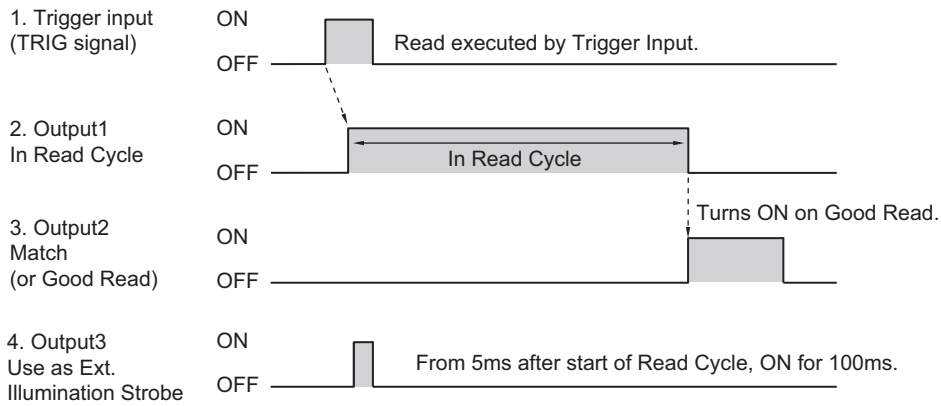 1. Trigger input
(TRIG signal)
ON
OFF
Read executed by Trigger Input.
2. Output1
In Read Cycle
ON
OFF
In Read Cycle
Turns ON on Good Read.
3. Output2
Match
(or Good Read)
ON
OFF
4. Output3
Use as Ext.
Illumination Strobe
ON
OFF
From 5ms after start of Read Cycle, ON for 100ms.